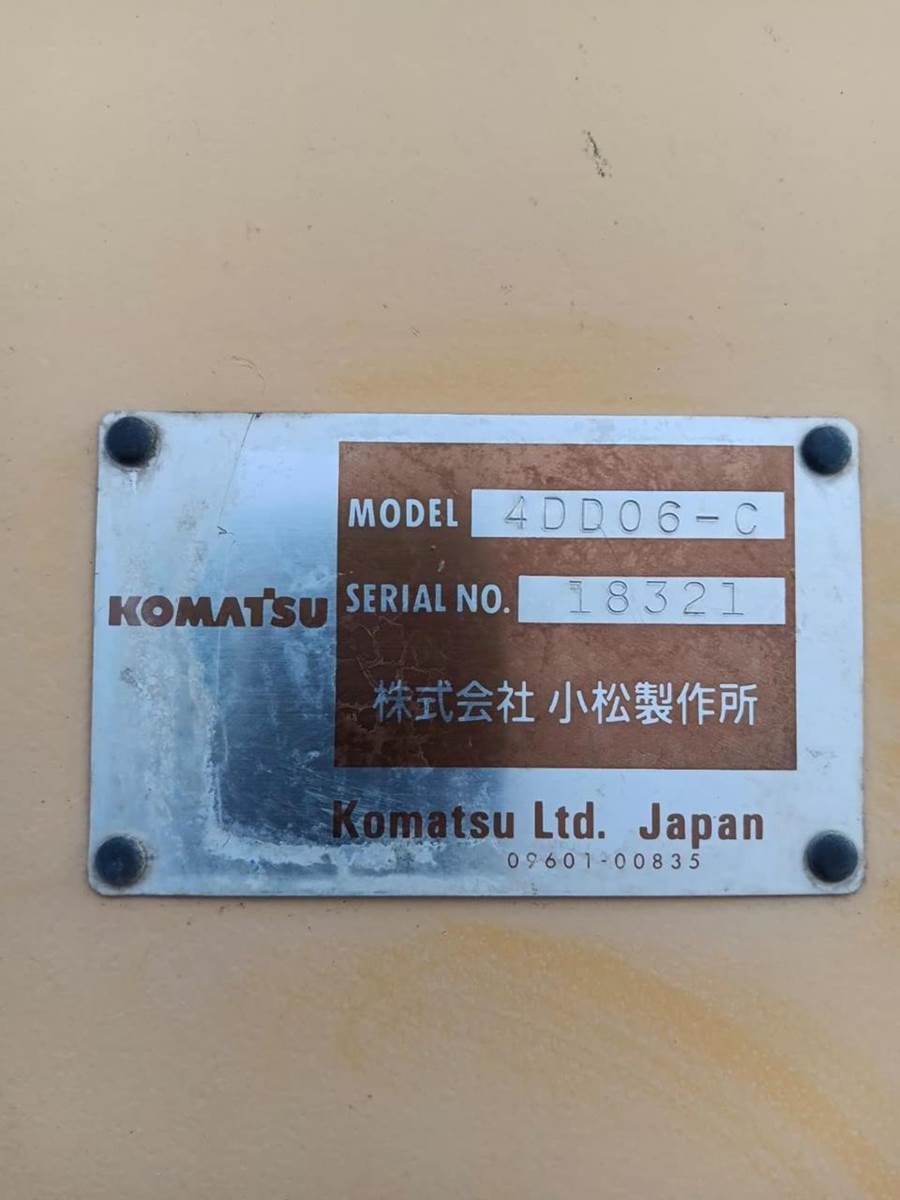 MODEL 4DD06-C
KOMATSU
SERIAL NO. 18321
株式会社 小松製作所
Komatsu Ltd. Japan
09601-00835